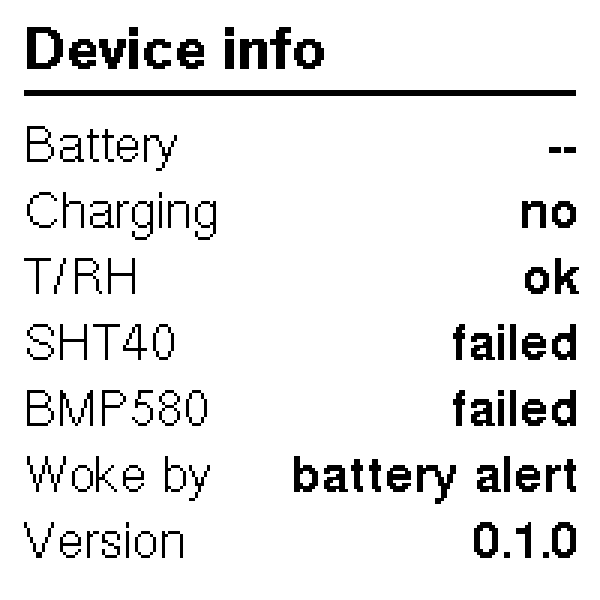 Device info
Battery --
Charging no
T/RH ok
SHT40 failed
BMP580 failed
Woke by battery alert
Version 0.1.0